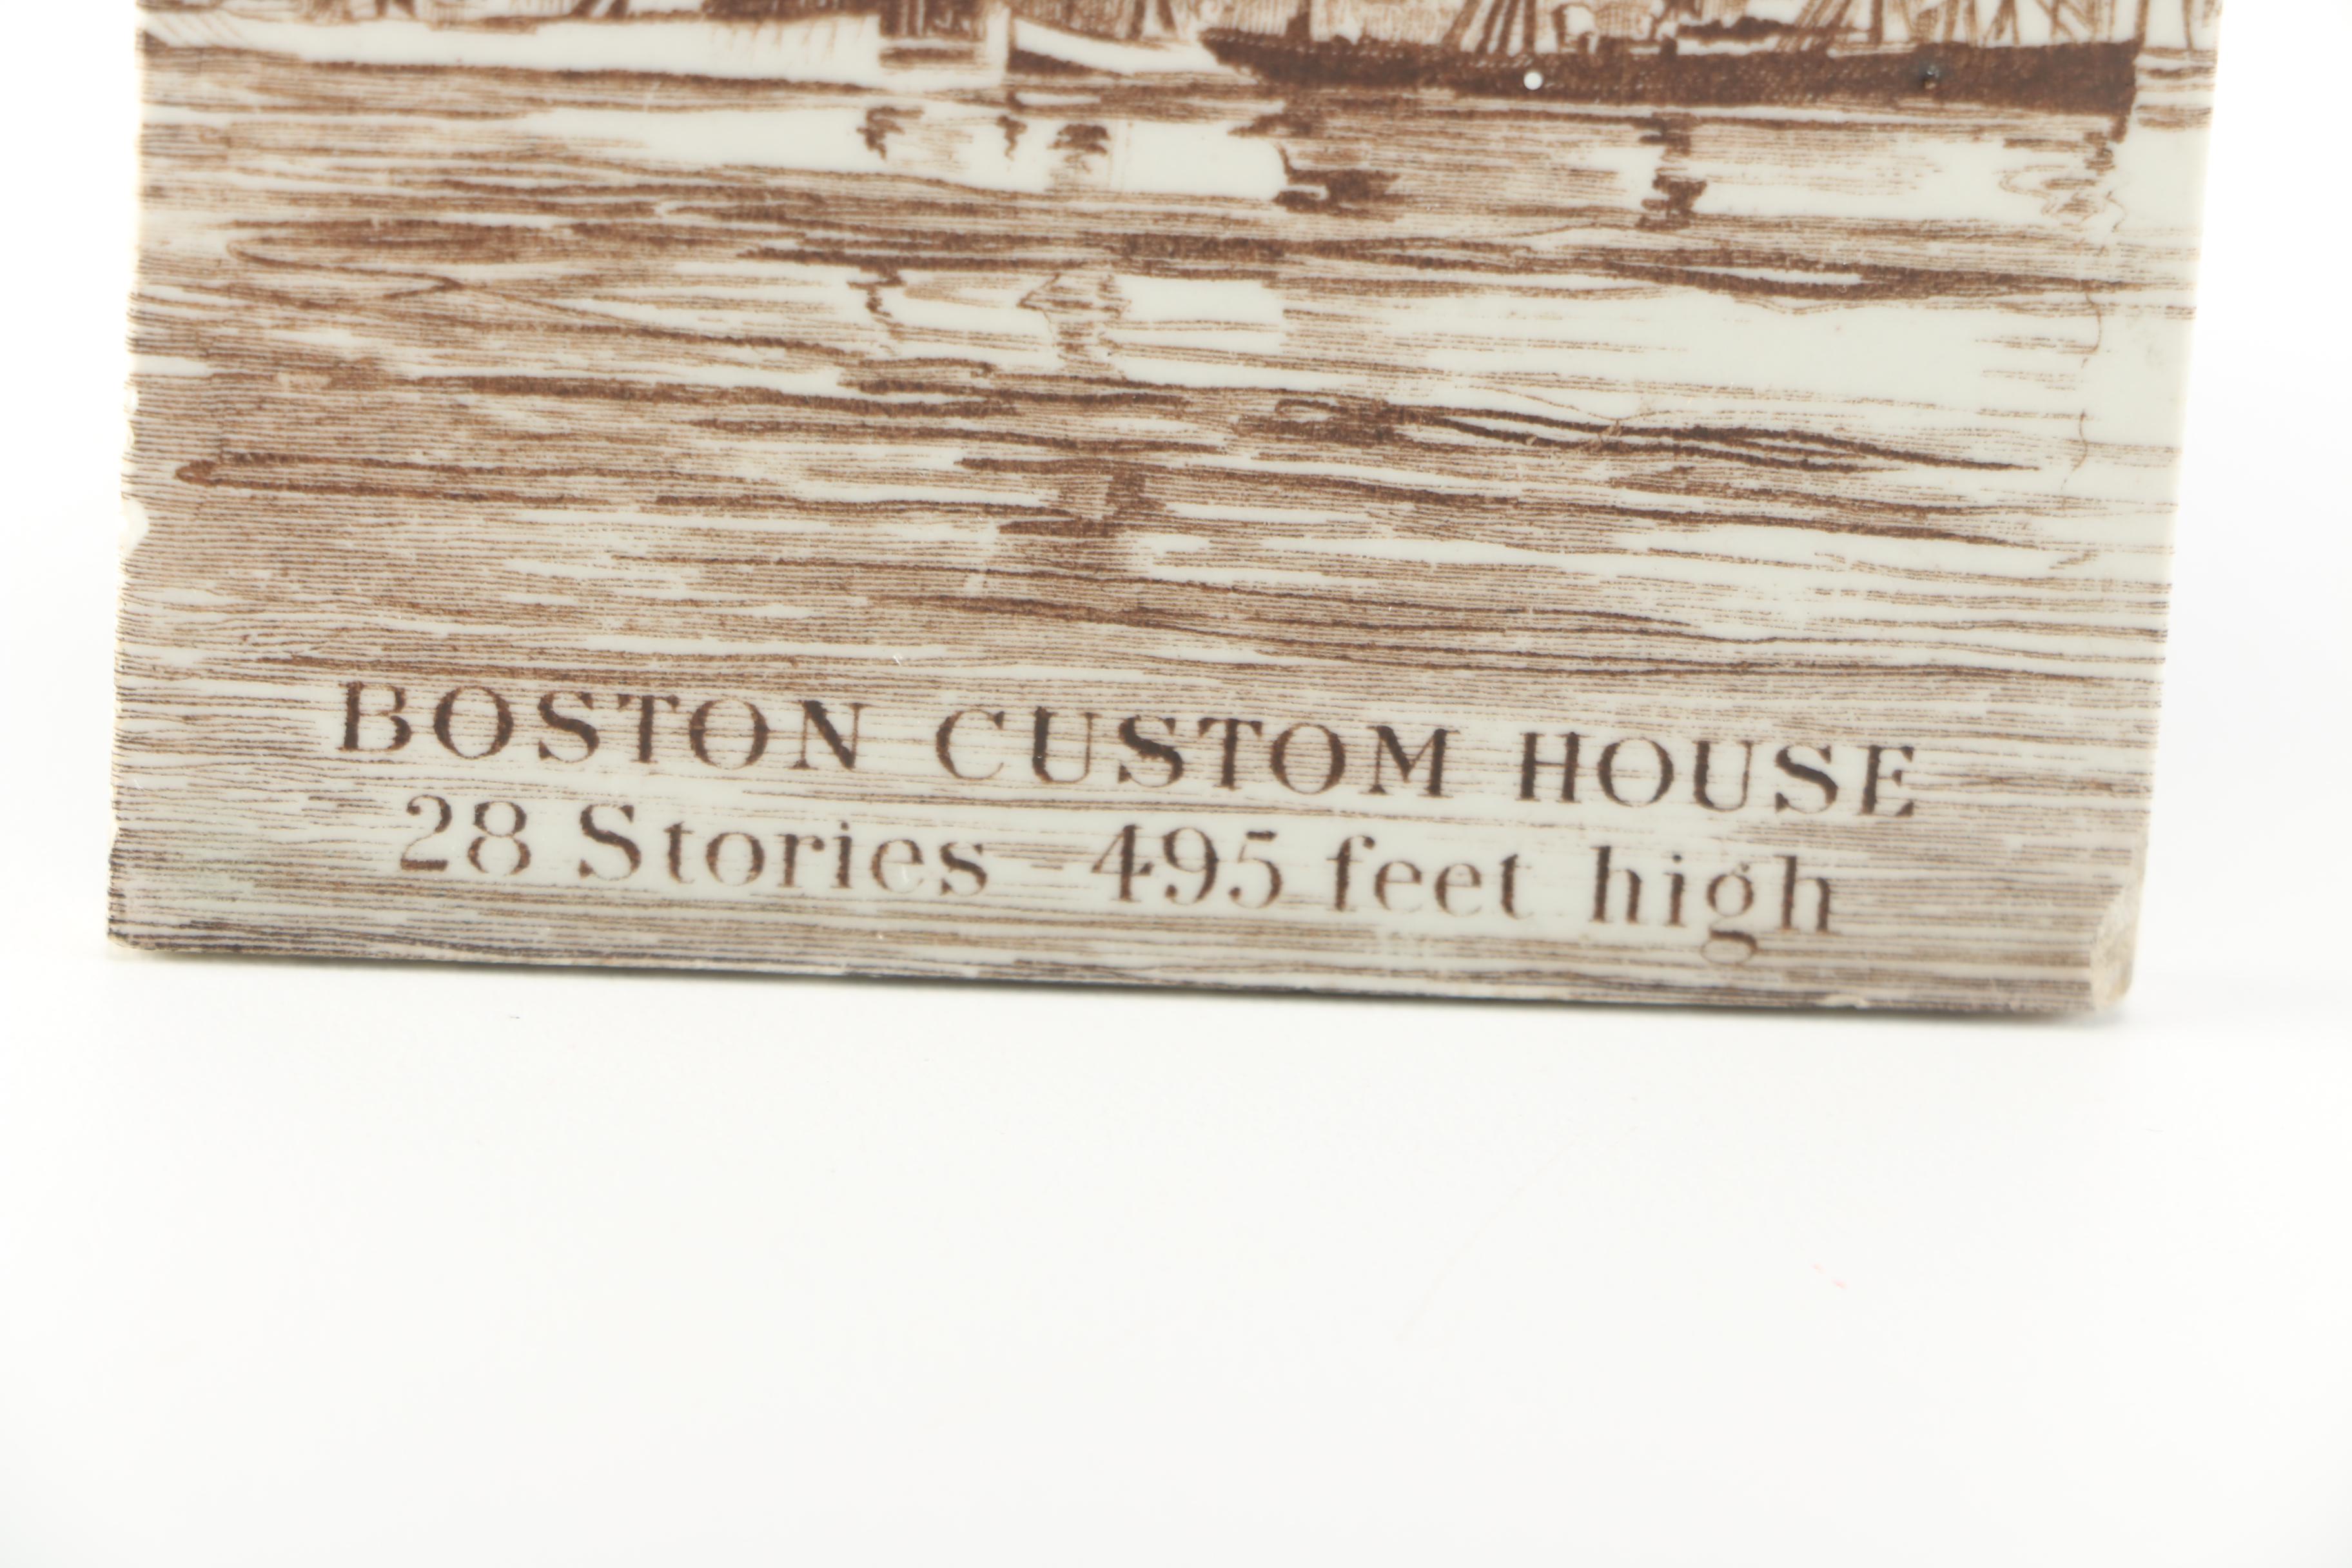 BOSTON CUSTOM HOUSE
28 Stories - 495 feet high